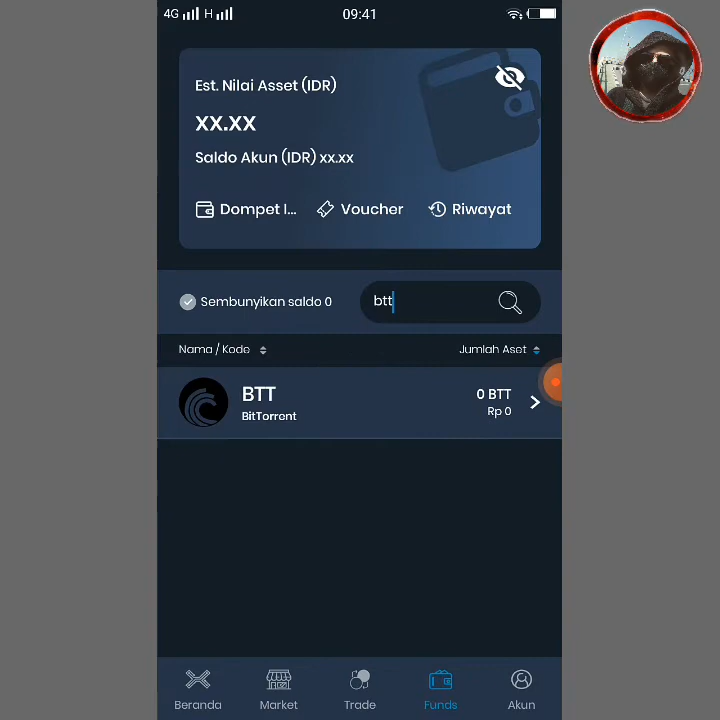 4G H 09:41
Est. Nilai Asset (IDR)
XX.XX
Saldo Akun (IDR) xx.xx
Dompet I... Voucher Riwayat
Sembunyikan saldo 0 btt
Nama / Kode Jumlah Aset
BTT 0 BTT
BitTorrent Rp 0
Beranda Market Trade Funds Akun